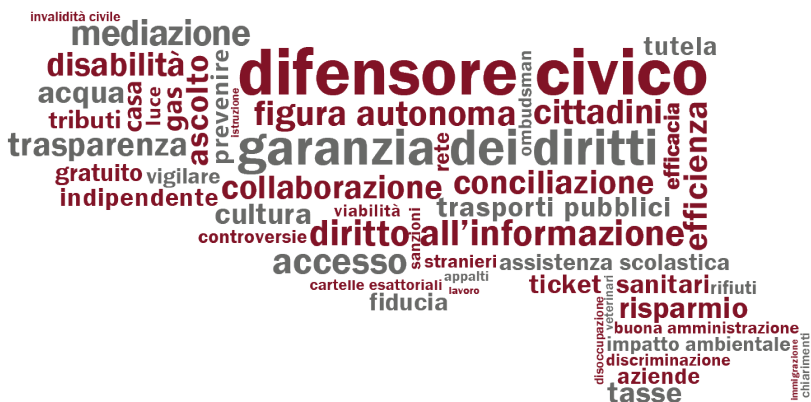 invalidità civile
mediazione
tutela
disabilità
ascolto
prevenire
difensore civico
ombudsman
acqua
casa
luce
gas
istruzione
figura autonoma
cittadini
efficacia
efficienza
tributi
trasparenza
garanzia dei diritti
rete
gratuito
vigilare
collaborazione
conciliazione
indipendente
cultura
viabilità
sanzioni
trasporti pubblici
controversie
diritto all'informazione
accesso
stranieri
assistenza scolastica
appalti
cartelle esattoriali
lavoro
ticket sanitari
rifiuti
fiducia
disoccupazione
veterinari
risparmio
buona amministrazione
impatto ambientale
discriminazione
aziende
tasse
immigrazione
chiarimenti